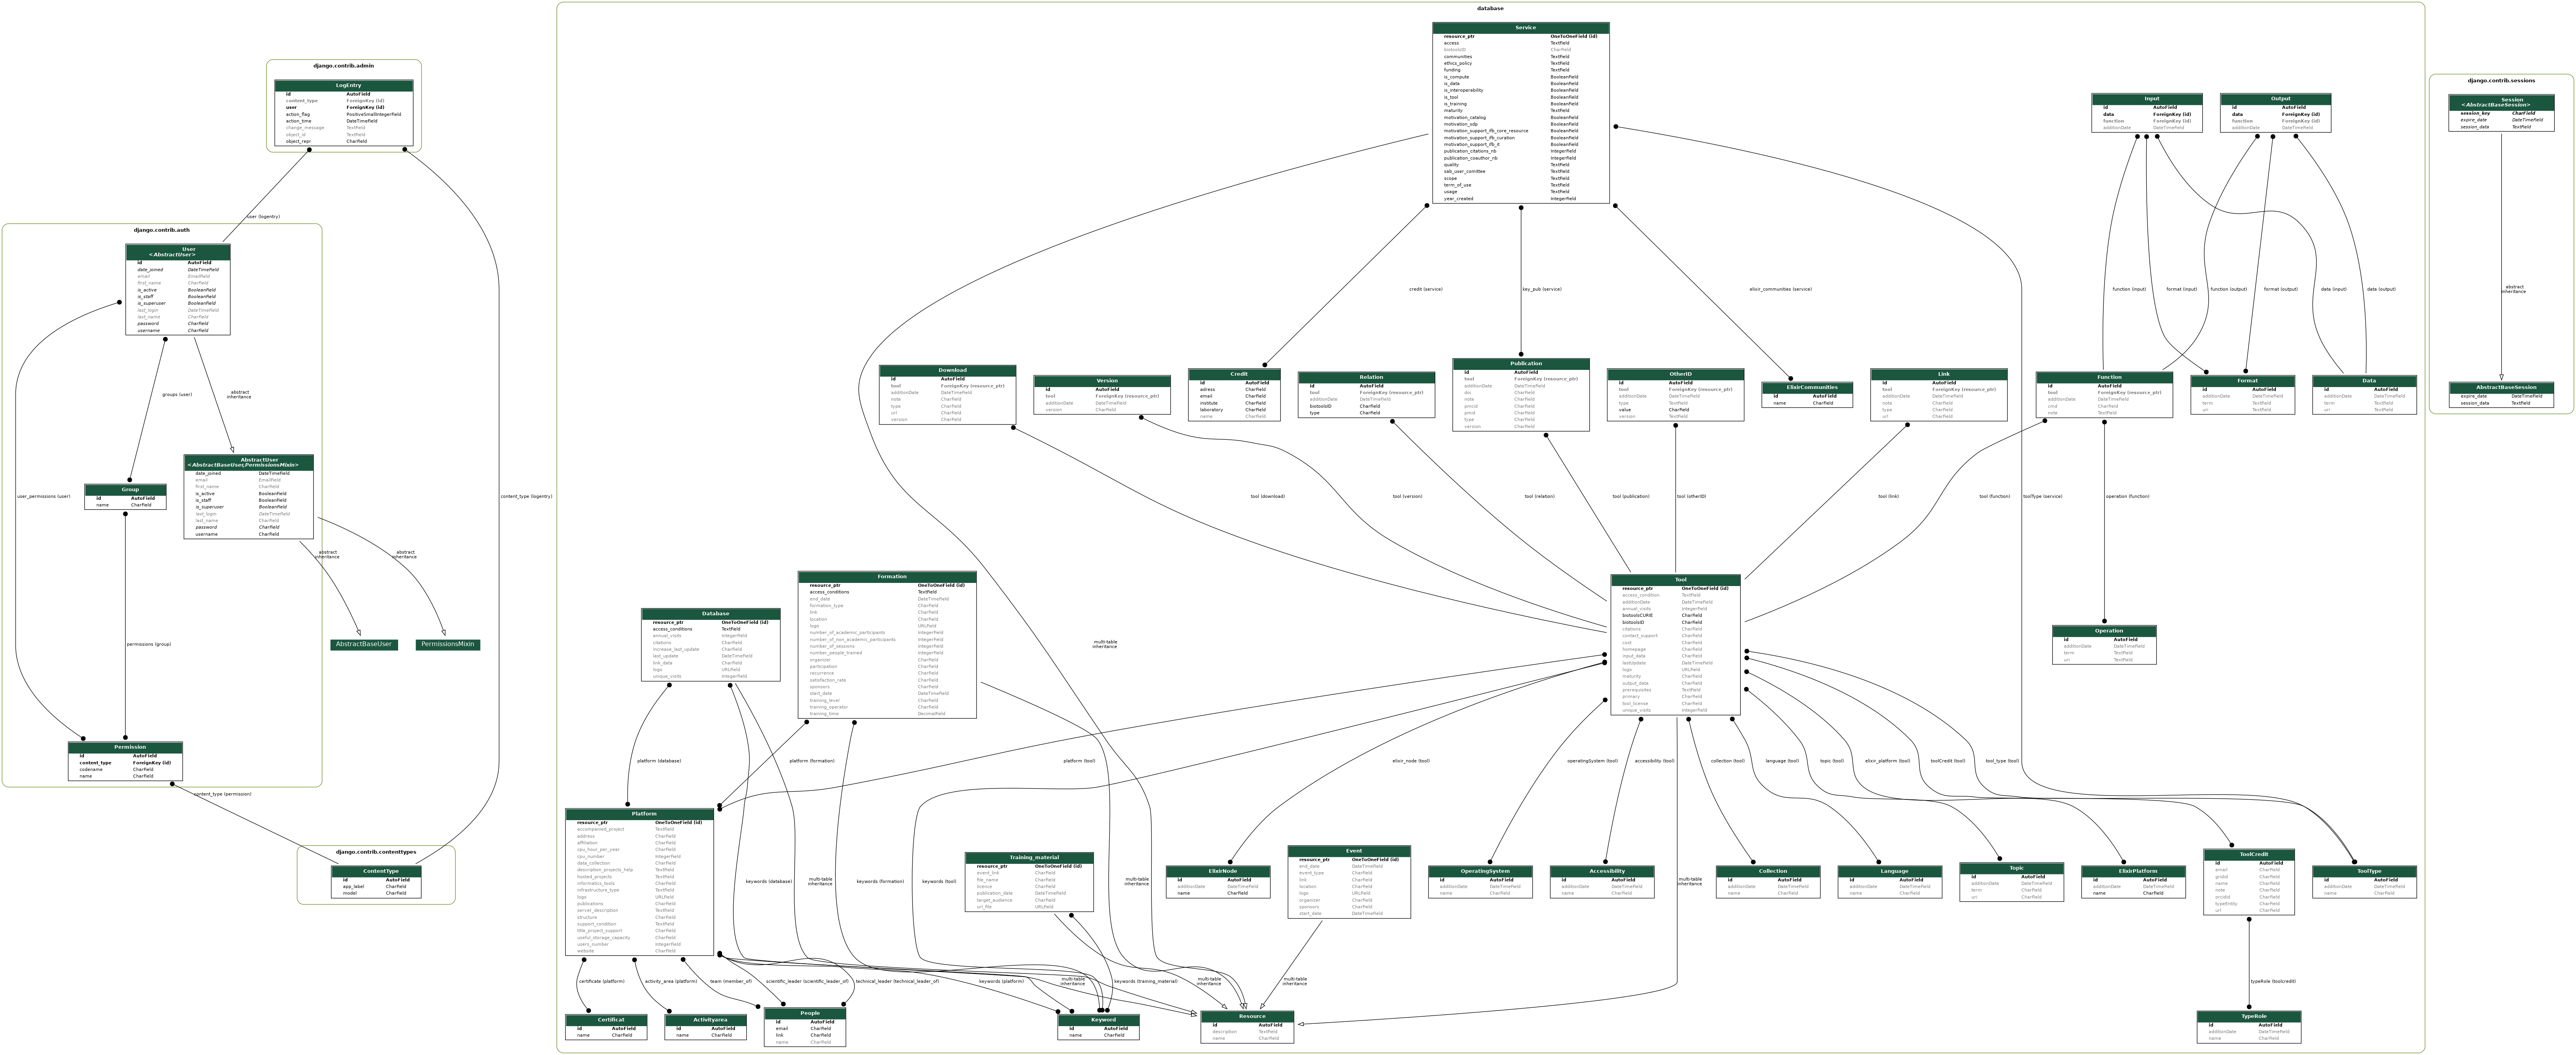 database
django.contrib.admin
LogEntry
id AutoField
content_type ForeignKey (id)
user ForeignKey (id)
action_flag PositiveSmallIntegerField
action_time DateTimeField
change_message TextField
object_id TextField
object_repr CharField
user (logentry)
content_type (logentry)
django.contrib.auth
User
<AbstractUser>
id AutoField
date_joined DateTimeField
email EmailField
first_name CharField
is_active BooleanField
is_staff BooleanField
is_superuser BooleanField
last_login DateTimeField
last_name CharField
password CharField
username CharField
groups (user)
abstract
inheritance
user_permissions (user)
Group
id AutoField
name CharField
AbstractUser
<AbstractBaseUser,PermissionsMixin>
date_joined DateTimeField
email EmailField
first_name CharField
is_active BooleanField
is_staff BooleanField
is_superuser BooleanField
last_login DateTimeField
last_name CharField
password CharField
username CharField
abstract
inheritance
abstract
inheritance
permissions (group)
AbstractBaseUser
PermissionsMixin
Permission
id AutoField
content_type ForeignKey (id)
codename CharField
name CharField
content_type (permission)
django.contrib.contenttypes
ContentType
id AutoField
app_label CharField
model CharField
Service
resource_ptr OneToOneField (id)
access TextField
biotoolsID CharField
communities TextField
ethics_policy TextField
funding TextField
is_compute BooleanField
is_data BooleanField
is_interoperability BooleanField
is_tool BooleanField
is_training BooleanField
maturity TextField
motivation_catalog BooleanField
motivation_sdp BooleanField
motivation_support_ifb_core_resource BooleanField
motivation_support_ifb_curation BooleanField
motivation_support_ifb_it BooleanField
publication_citations_nb IntegerField
publication_coauthor_nb IntegerField
quality TextField
sab_user_comittee TextField
scope TextField
term_of_use TextField
usage TextField
year_created IntegerField
credit (service)
key_pub (service)
elixir_communities (service)
Input
id AutoField
data ForeignKey (id)
function ForeignKey (id)
additionDate DateTimeField
Output
id AutoField
data ForeignKey (id)
function ForeignKey (id)
additionDate DateTimeField
function (input)
format (input)
function (output)
format (output)
data (input)
data (output)
django.contrib.sessions
Session
<AbstractBaseSession>
session_key CharField
expire_date DateTimeField
session_data TextField
abstract
inheritance
AbstractBaseSession
expire_date DateTimeField
session_data TextField
Download
id AutoField
tool ForeignKey (resource_ptr)
additionDate DateTimeField
note CharField
type CharField
url CharField
version CharField
Version
id AutoField
tool ForeignKey (resource_ptr)
additionDate DateTimeField
version CharField
Credit
id AutoField
adress CharField
email CharField
institute CharField
laboratory CharField
name CharField
Relation
id AutoField
tool ForeignKey (resource_ptr)
additionDate DateTimeField
biotoolsID CharField
type CharField
Publication
id AutoField
tool ForeignKey (resource_ptr)
additionDate DateTimeField
doi CharField
note CharField
pmcid CharField
pmid CharField
type CharField
version CharField
OtherID
id AutoField
tool ForeignKey (resource_ptr)
additionDate DateTimeField
type TextField
value CharField
version TextField
ElixirCommunities
id AutoField
name CharField
Link
id AutoField
tool ForeignKey (resource_ptr)
additionDate DateTimeField
note CharField
type CharField
url CharField
Function
id AutoField
tool ForeignKey (resource_ptr)
additionDate DateTimeField
cmd CharField
note TextField
Format
id AutoField
additionDate DateTimeField
term TextField
uri TextField
Data
id AutoField
additionDate DateTimeField
term TextField
uri TextField
tool (download)
tool (version)
tool (relation)
tool (publication)
tool (otherID)
tool (link)
tool (function)
toolType (service)
operation (function)
Tool
resource_ptr OneToOneField (id)
access_condition TextField
additionDate DateTimeField
annual_visits IntegerField
biotoolsCURIE CharField
biotoolsID CharField
citations CharField
contact_support CharField
cost CharField
homepage CharField
input_data CharField
lastUpdate DateTimeField
logo URLField
maturity CharField
output_data CharField
prerequisites TextField
primary CharField
tool_license CharField
unique_visits IntegerField
Operation
id AutoField
additionDate DateTimeField
term TextField
uri TextField
Formation
resource_ptr OneToOneField (id)
access_conditions TextField
end_date DateTimeField
formation_type CharField
link CharField
location CharField
logo URLField
number_of_academic_participants IntegerField
number_of_non_academic_participants IntegerField
number_of_sessions IntegerField
number_people_trained IntegerField
organizer CharField
participation CharField
recurrence CharField
satisfaction_rate CharField
sponsors CharField
start_date DateTimeField
training_level CharField
training_operator CharField
training_time DecimalField
Database
resource_ptr OneToOneField (id)
access_conditions TextField
annual_visits IntegerField
citations CharField
increase_last_update CharField
last_update DateTimeField
link_data CharField
logo URLField
unique_visits IntegerField
multi-table
inheritance
platform (database)
platform (formation)
platform (tool)
elixir_node (tool)
operatingSystem (tool)
accessibility (tool)
collection (tool)
language (tool)
topic (tool)
elixir_platform (tool)
toolCredit (tool)
tool_type (tool)
Platform
resource_ptr OneToOneField (id)
accompanied_project TextField
address CharField
affiliation CharField
cpu_hour_per_year CharField
cpu_number IntegerField
data_collection CharField
description_projects_help TextField
hosted_projects TextField
informatics_tools CharField
infrastructure_type TextField
logo URLField
publications CharField
server_description TextField
structure CharField
support_condition TextField
title_project_support CharField
useful_storage_capacity CharField
users_number IntegerField
website CharField
keywords (database)
multi-table
inheritance
keywords (formation)
keywords (tool)
multi-table
inheritance
multi-table
inheritance
Training_material
resource_ptr OneToOneField (id)
event_link CharField
file_name CharField
licence CharField
publication_date DateTimeField
target_audience CharField
url_file URLField
ElixirNode
id AutoField
additionDate DateTimeField
name CharField
Event
resource_ptr OneToOneField (id)
end_date DateTimeField
event_type CharField
link CharField
location CharField
logo URLField
organizer CharField
sponsors CharField
start_date DateTimeField
OperatingSystem
id AutoField
additionDate DateTimeField
name CharField
Accessibility
id AutoField
additionDate DateTimeField
name CharField
Collection
id AutoField
additionDate DateTimeField
name CharField
Language
id AutoField
additionDate DateTimeField
name CharField
Topic
id AutoField
additionDate DateTimeField
term CharField
uri CharField
ElixirPlatform
id AutoField
additionDate DateTimeField
name CharField
ToolCredit
id AutoField
email CharField
gridid CharField
name CharField
note CharField
orcidid CharField
typeEntity CharField
url CharField
ToolType
id AutoField
additionDate DateTimeField
name CharField
certificate (platform)
activity_area (platform)
team (member_of)
scientific_leader (scientific_leader_of)
technical_leader (technical_leader_of)
keywords (platform)
multi-table
inheritance
keywords (training_material)
multi-table
inheritance
multi-table
inheritance
typeRole (toolcredit)
Certificat
id AutoField
name CharField
Activityarea
id AutoField
name CharField
People
id AutoField
email CharField
link CharField
name CharField
Keyword
id AutoField
name CharField
Resource
id AutoField
description TextField
name CharField
TypeRole
id AutoField
additionDate DateTimeField
name CharField